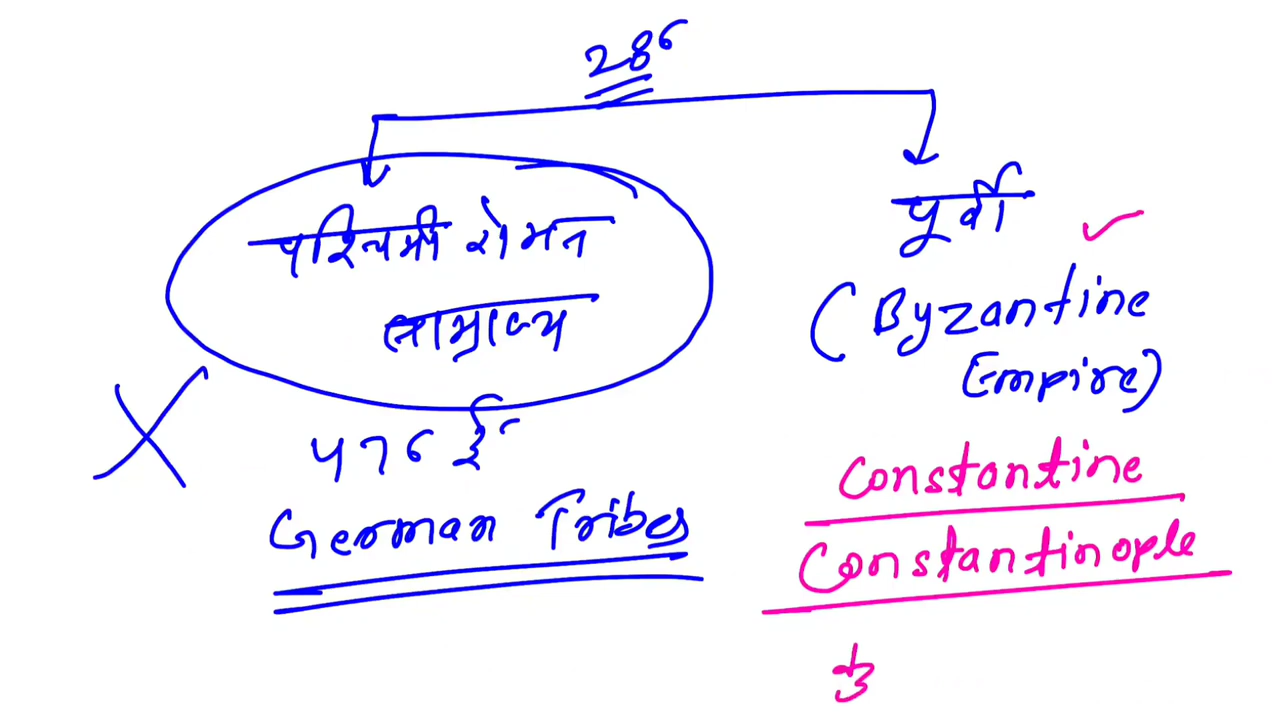 286
पश्चिमी रोमन
साम्राज्य
476 ई॰
German Tribes
पूर्वी
(Byzantine
Empire)
Constantine
Constantinople